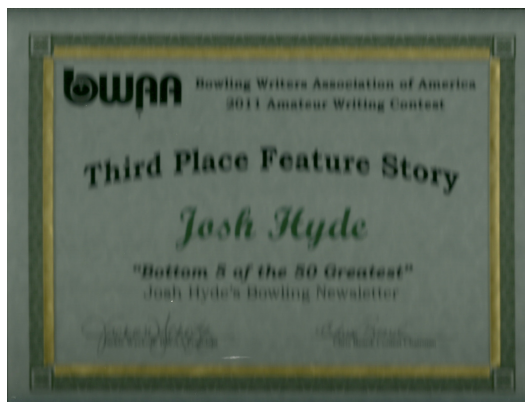 bWAA
Bowling Writers Association of America
2011 Amateur Writing Contest
Third Place Feature Story
Josh Hyde
"Bottom 5 of the 50 Greatest"
Josh Hyde's Bowling Newsletter